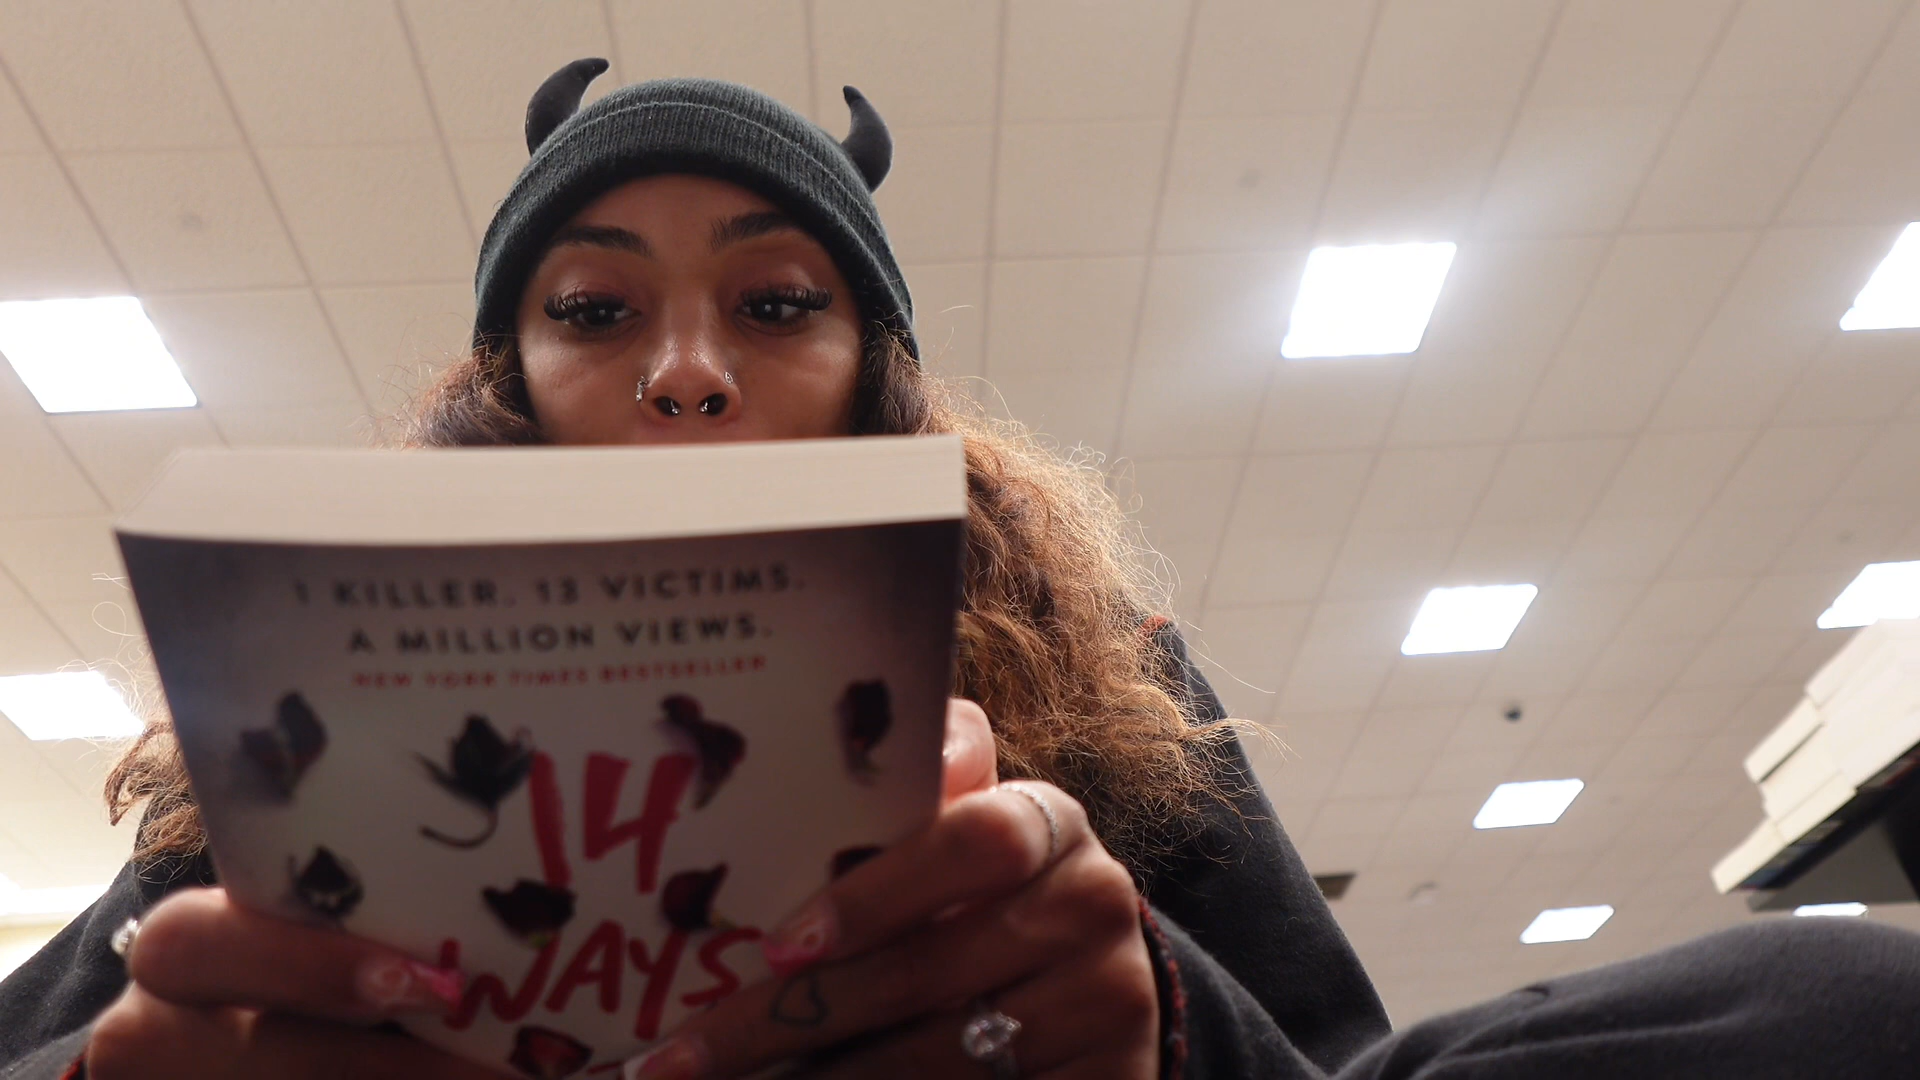 1 KILLER. 13 VICTIMS.
A MILLION VIEWS.
NEW YORK TIMES BESTSELLER
14
WAYS